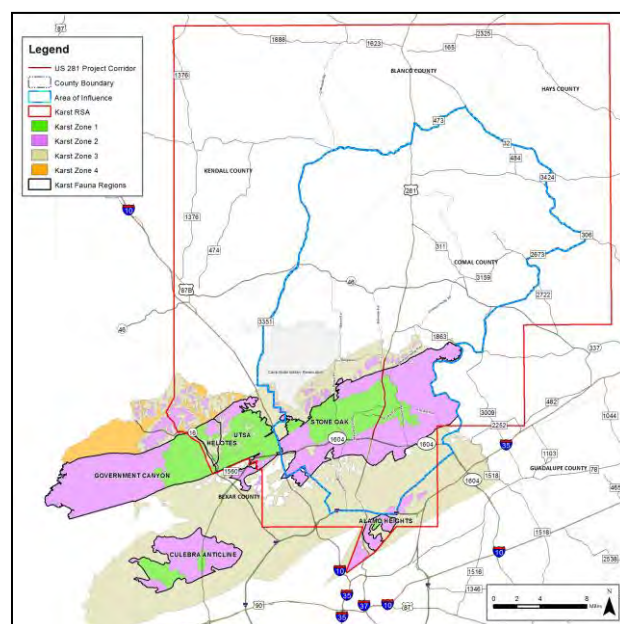 Legend
US 281 Project Corridor
County Boundary
Area of Influence
Karst RSA
Karst Zone 1
Karst Zone 2
Karst Zone 3
Karst Zone 4
Karst Fauna Regions
87
1888
1623
165
2325
1376
BLANCO COUNTY
HAYS COUNTY
473
32
484
KENDALL COUNTY
281
3424
10
1376
474
311
306
2673
COMAL COUNTY
3159
46
2722
46
3351
1863
337
STONE OAK
UTSA
HELOTES
16
1604
1604
3009
482
2252
35
1044
GOVERNMENT CANYON
1560
BEXAR COUNTY
1518
1103
GUADALUPE COUNTY
78
1604
ALAMO HEIGHTS
CULEBRA ANTICLINE
10
10
35
90
37
10
87
1516
1346
2538
35
N
0 2 4 8
Miles